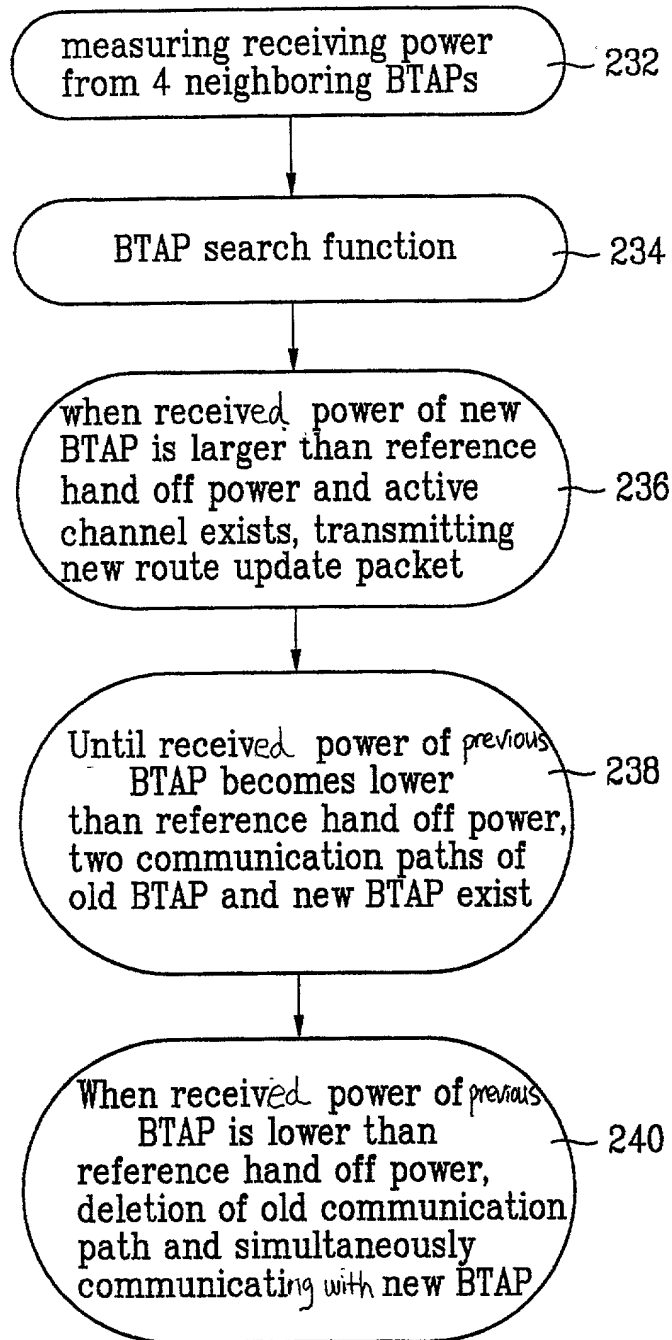 measuring receiving power
from 4 neighboring BTAPs
232
BTAP search function
234
when received power of new
BTAP is larger than reference
hand off power and active
channel exists, transmitting
new route update packet
236
Until received power of previous
BTAP becomes lower
than reference hand off power,
two communication paths of
old BTAP and new BTAP exist
238
When received power of previous
BTAP is lower than
reference hand off power,
deletion of old communication
path and simultaneously
communicating with new BTAP
240